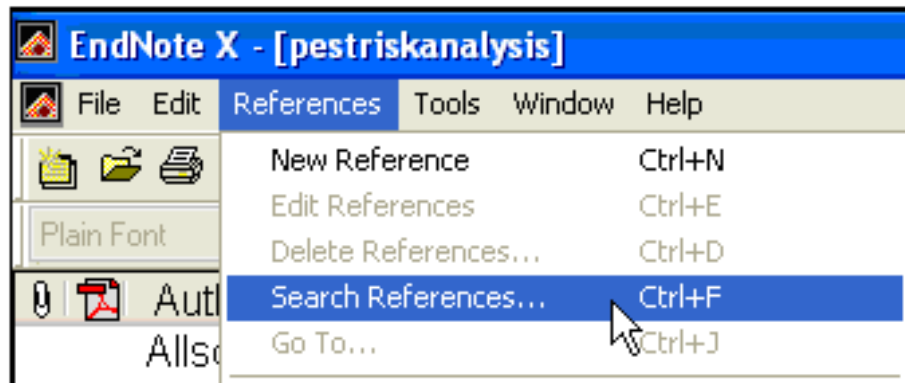 EndNote X - [pestriskanalysis]
File Edit References Tools Window Help
New Reference Ctrl+N
Edit References Ctrl+E
Plain Font
Delete References... Ctrl+D
Search References... Ctrl+F
Go To... Ctrl+J